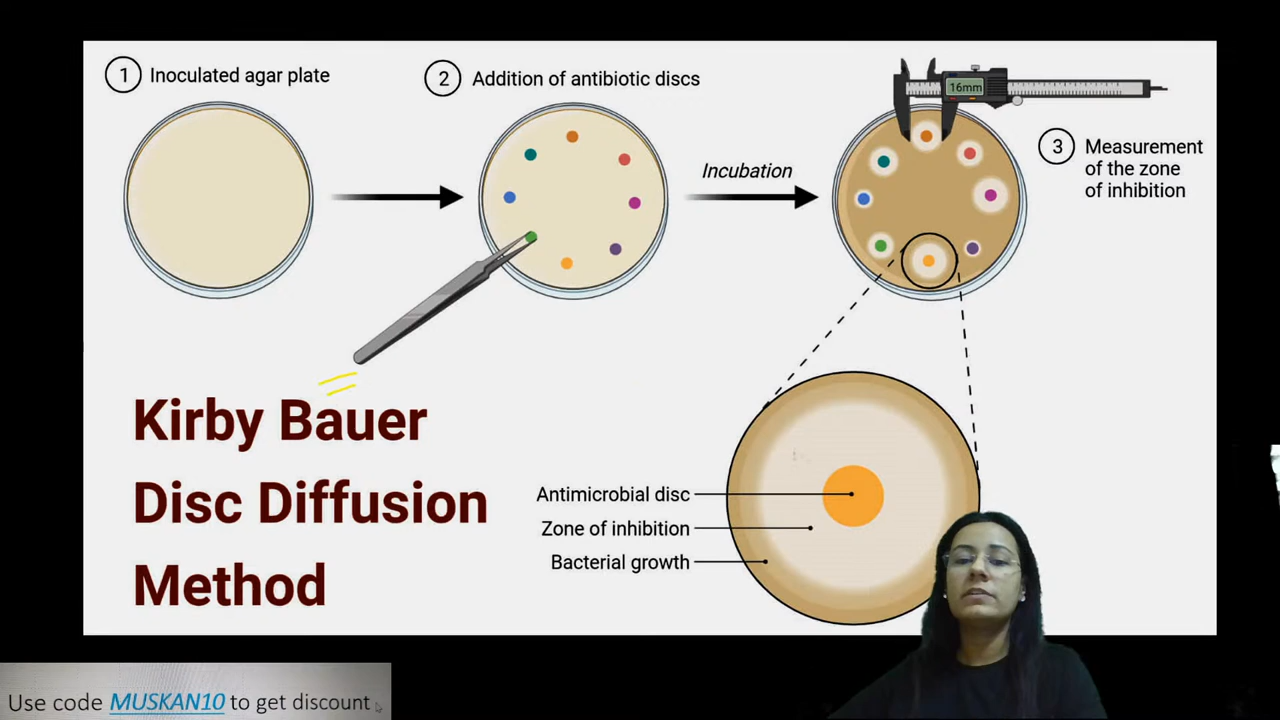 1 Inoculated agar plate
2 Addition of antibiotic discs
16mm
Incubation
3 Measurement
of the zone
of inhibition
Kirby Bauer
Disc Diffusion
Method
Antimicrobial disc
Zone of inhibition
Bacterial growth
Use code MUSKAN10 to get discount